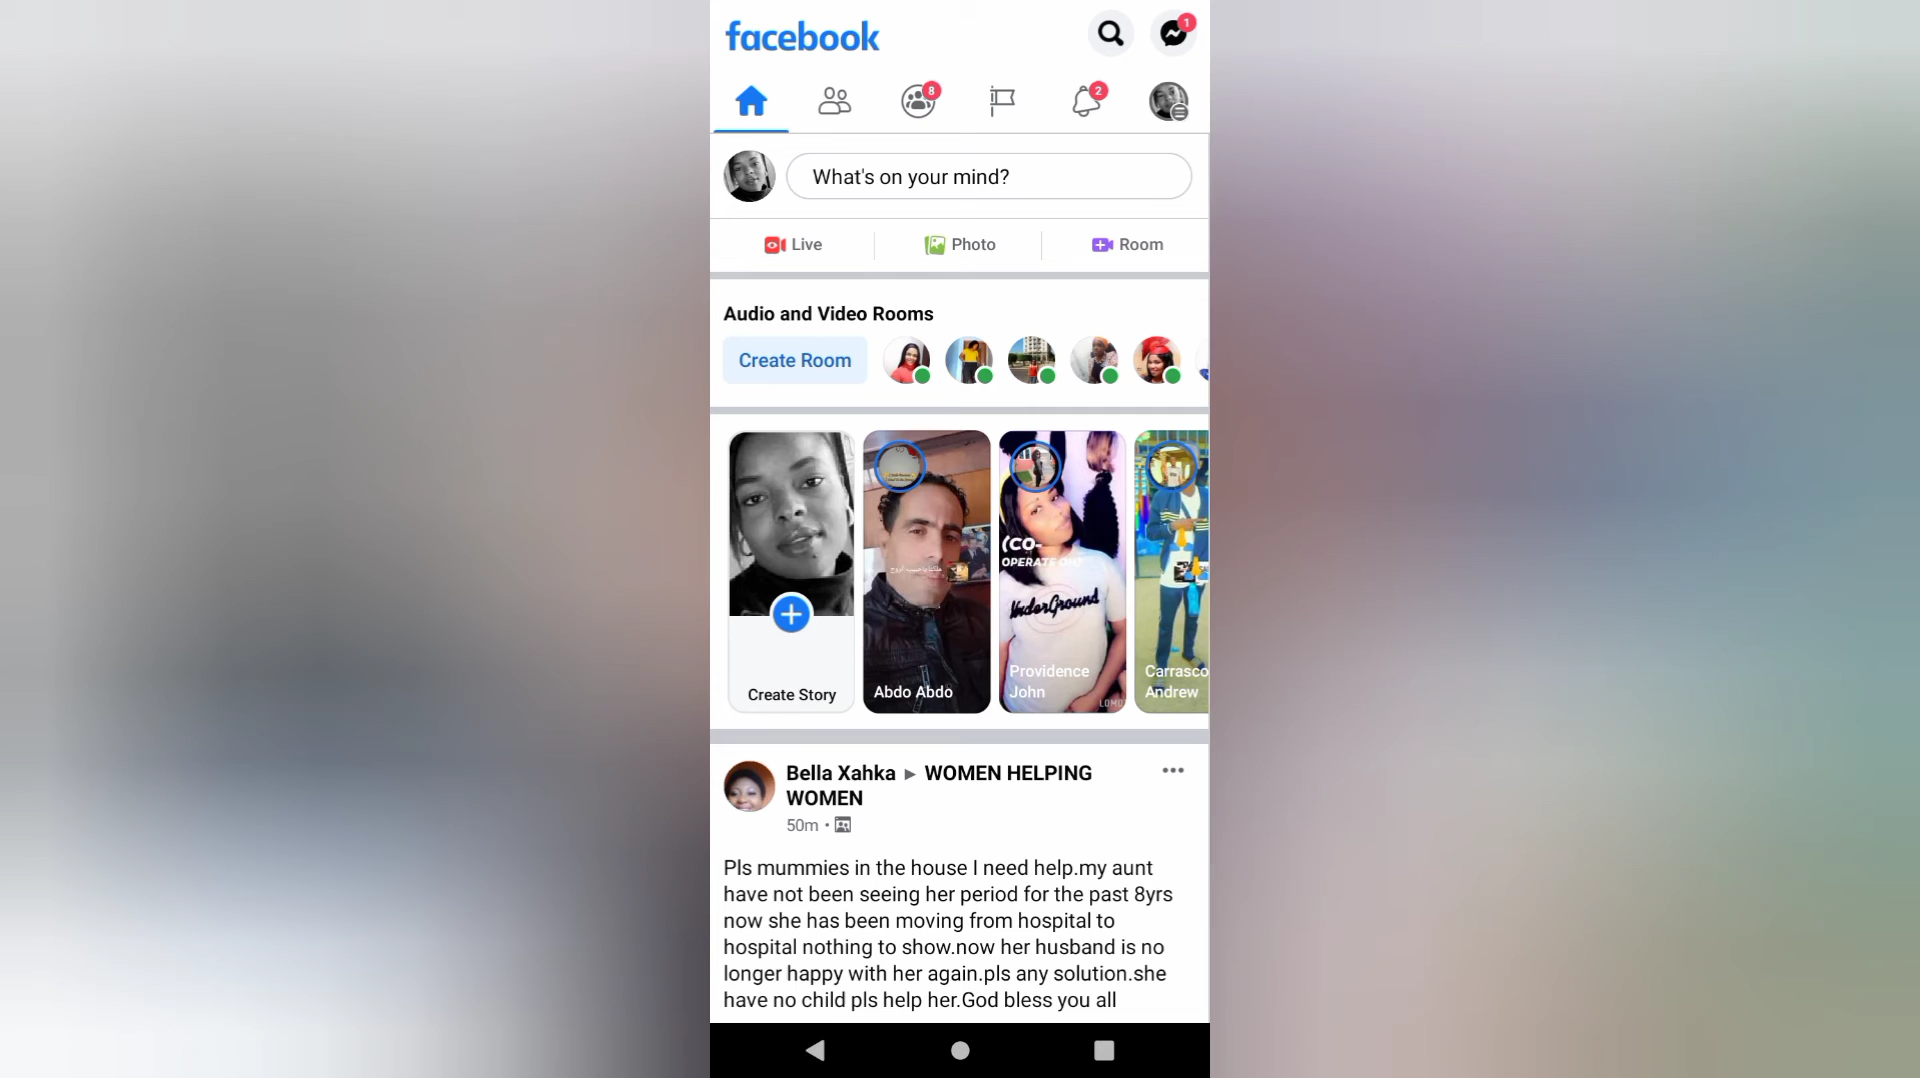 facebook
1
8
2
What's on your mind?
Live
Photo
Room
Audio and Video Rooms
Create Room
(CO-
OPERATE OH)
UnderGround
Create Story
Abdo Abdo
Providence
John
LOMO
Carrasco
Andrew
Bella Xahka ▸ WOMEN HELPING
WOMEN
50m •
Pls mummies in the house I need help.my aunt
have not been seeing her period for the past 8yrs
now she has been moving from hospital to
hospital nothing to show.now her husband is no
longer happy with her again.pls any solution.she
have no child pls help her.God bless you all